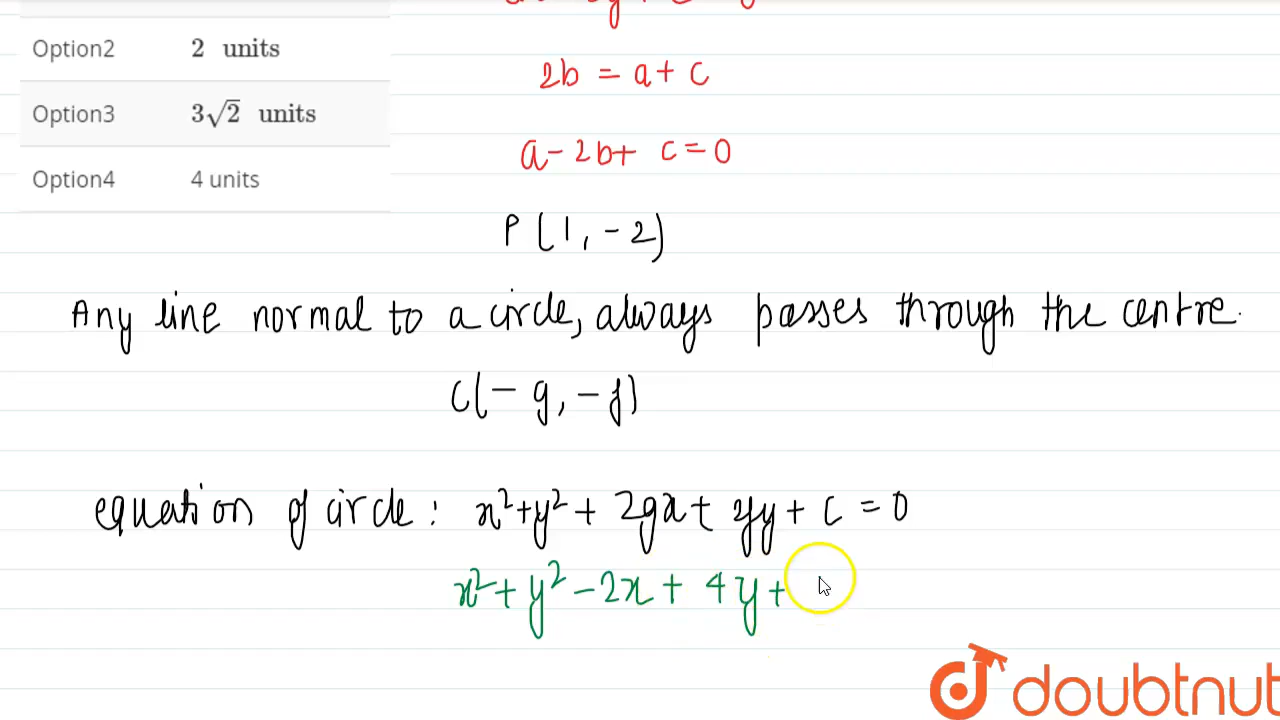 Option2 2 units
2b = a + c
Option3 3√2 units
a - 2b + c = 0
Option4 4 units
P (1, -2)
Any line normal to a circle, always passes through the centre.
C(-g, -f)
equation of circle: x² + y² + 2gx + 2fy + c = 0
x² + y² - 2x + 4y +
doubtnut